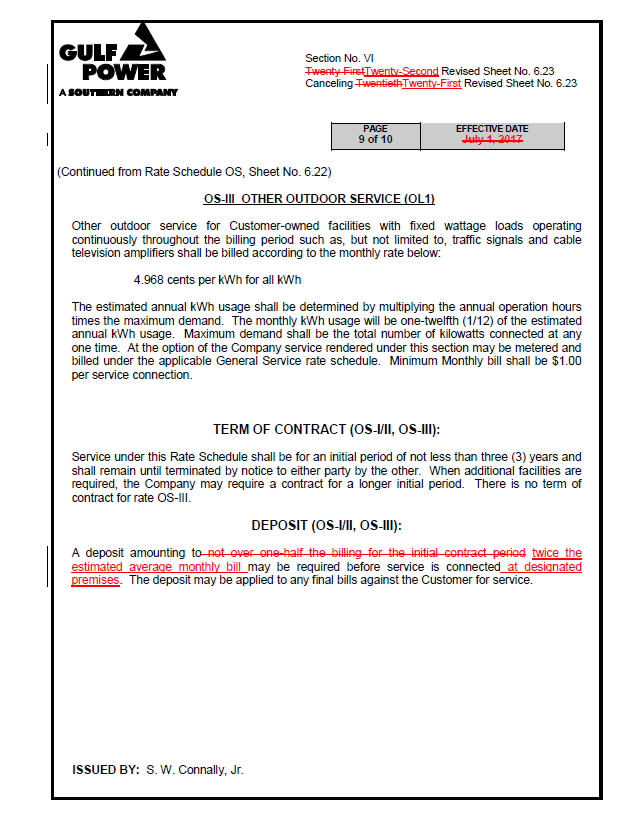 GULF
POWER
A SOUTHERN COMPANY
Section No. VI
Twenty FirstTwenty-Second Revised Sheet No. 6.23
Canceling TwentiethTwenty-First Revised Sheet No. 6.23
PAGE EFFECTIVE DATE
9 of 10 July 1, 2017
(Continued from Rate Schedule OS, Sheet No. 6.22)
OS-III OTHER OUTDOOR SERVICE (OL1)
Other outdoor service for Customer-owned facilities with fixed wattage loads operating
continuously throughout the billing period such as, but not limited to, traffic signals and cable
television amplifiers shall be billed according to the monthly rate below:
4.968 cents per kWh for all kWh
The estimated annual kWh usage shall be determined by multiplying the annual operation hours
times the maximum demand. The monthly kWh usage will be one-twelfth (1/12) of the estimated
annual kWh usage. Maximum demand shall be the total number of kilowatts connected at any
one time. At the option of the Company service rendered under this section may be metered and
billed under the applicable General Service rate schedule. Minimum Monthly bill shall be $1.00
per service connection.
TERM OF CONTRACT (OS-I/II, OS-III):
Service under this Rate Schedule shall be for an initial period of not less than three (3) years and
shall remain until terminated by notice to either party by the other. When additional facilities are
required, the Company may require a contract for a longer initial period. There is no term of
contract for rate OS-III.
DEPOSIT (OS-I/II, OS-III):
A deposit amounting to not over one-half the billing for the initial contract period twice the
estimated average monthly bill may be required before service is connected at designated
premises. The deposit may be applied to any final bills against the Customer for service.
ISSUED BY: S. W. Connally, Jr.